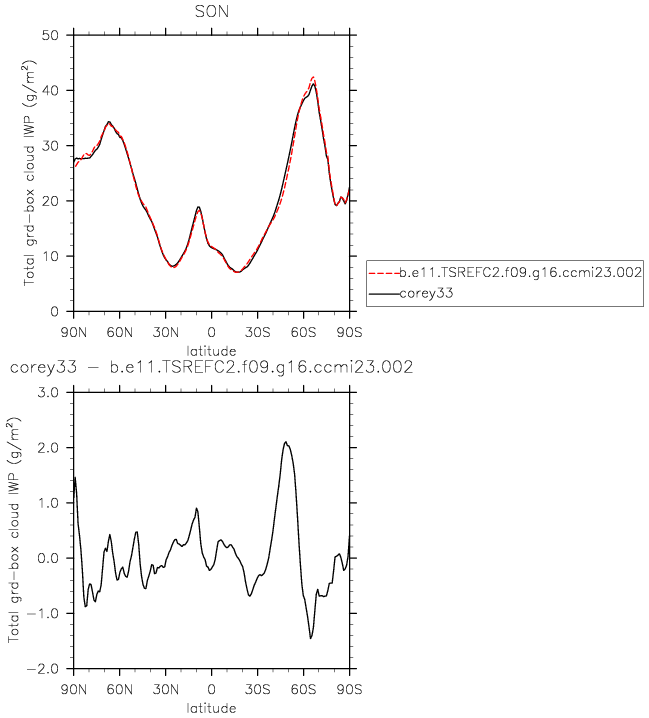 SON
Total grd-box cloud IWP (g/m²)
50
40
30
20
10
0
90N 60N 30N 0 30S 60S 90S
latitude
b.e11.TSREFC2.f09.g16.ccmi23.002
corey33
corey33 - b.e11.TSREFC2.f09.g16.ccmi23.002
Total grd-box cloud IWP (g/m²)
3.0
2.0
1.0
0.0
-1.0
-2.0
90N 60N 30N 0 30S 60S 90S
latitude